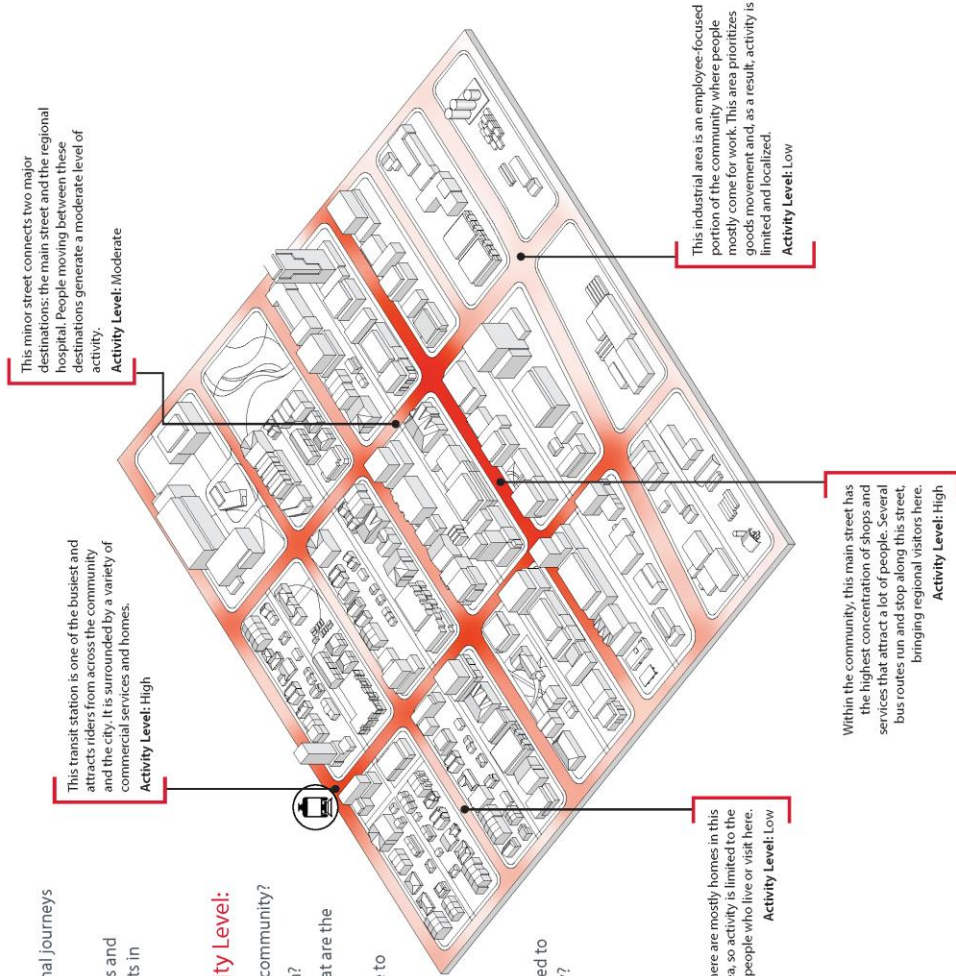 nal journeys
s and
ts in
ty Level:
community?
n?
at are the
e to
ed to
e?
This transit station is one of the busiest and
attracts riders from across the community
and the city. It is surrounded by a variety of
commercial services and homes.
Activity Level: High
This minor street connects two major
destinations: the main street and the regional
hospital. People moving between these
destinations generate a moderate level of
activity.
Activity Level: Moderate
here are mostly homes in this
ea, so activity is limited to the
people who live or visit here.
Activity Level: Low
Within the community, this main street has
the highest concentration of shops and
services that attract a lot of people. Several
bus routes run and stop along this street,
bringing regional visitors here.
Activity Level: High
This industrial area is an employee-focused
portion of the community where people
mostly come for work. This area prioritizes
goods movement and, as a result, activity is
limited and localized.
Activity Level: Low